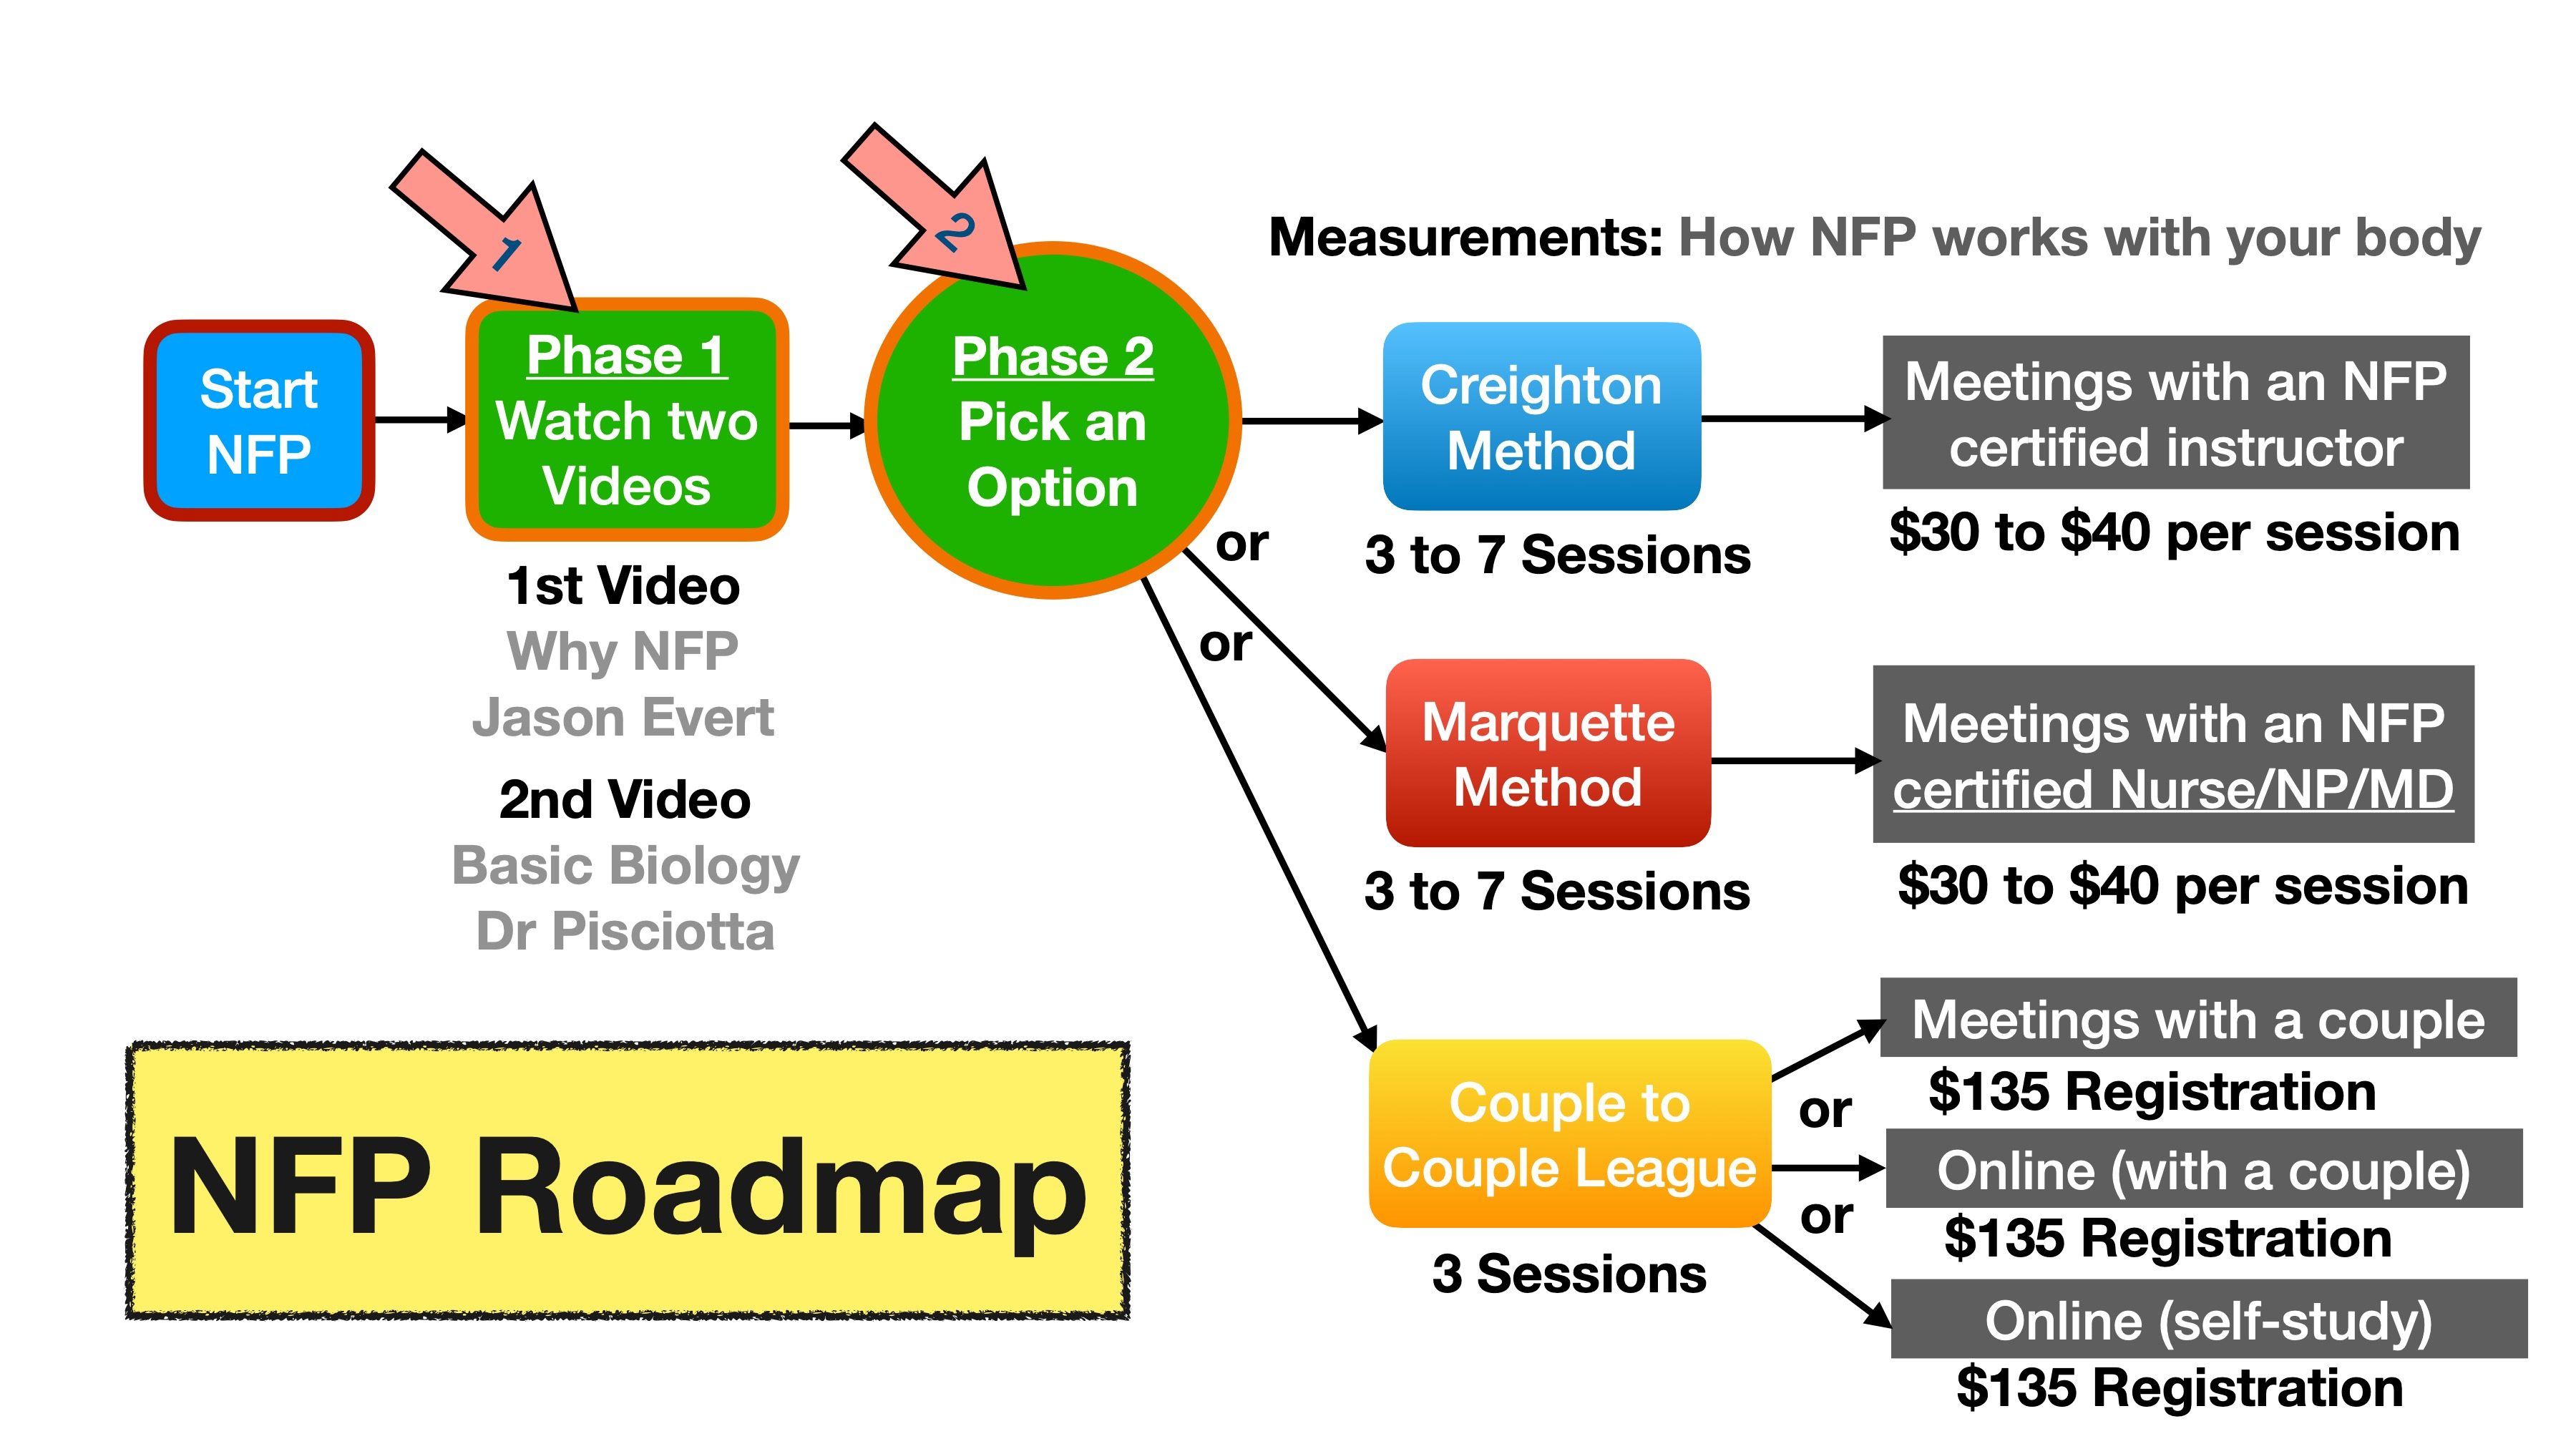 1
2
Measurements: How NFP works with your body
Start
NFP
Phase 1
Watch two
Videos
1st Video
Why NFP
Jason Evert
2nd Video
Basic Biology
Dr Pisciotta
Phase 2
Pick an
Option
or
or
Creighton
Method
3 to 7 Sessions
Meetings with an NFP
certified instructor
$30 to $40 per session
Marquette
Method
3 to 7 Sessions
Meetings with an NFP
certified Nurse/NP/MD
$30 to $40 per session
Couple to
Couple League
3 Sessions
Meetings with a couple
$135 Registration
or
Online (with a couple)
$135 Registration
or
Online (self-study)
$135 Registration
NFP Roadmap